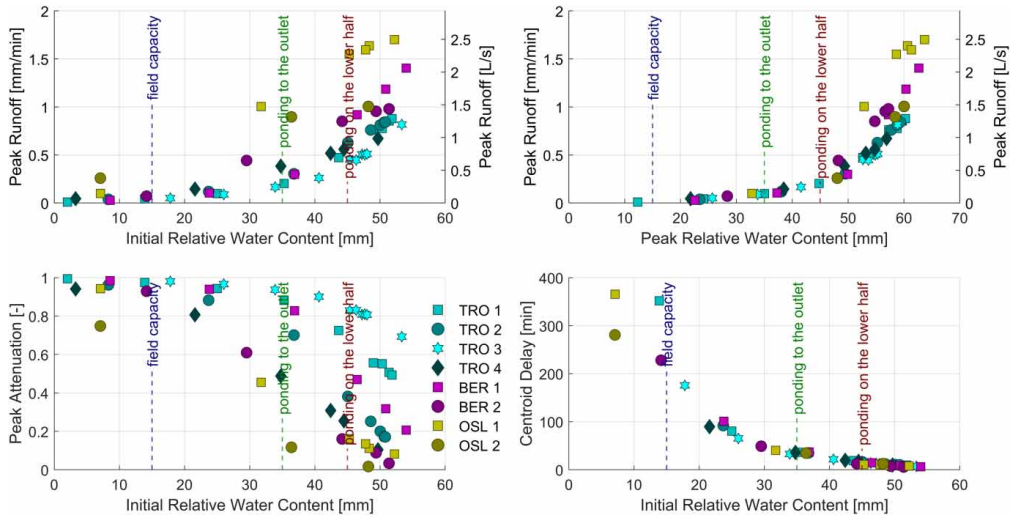 2
1.5
1
0.5
0
Peak Runoff [mm/min]
0 10 20 30 40 50 60
Initial Relative Water Content [mm]
2.5
2
1.5
1
0.5
0
Peak Runoff [L/s]
field capacity
ponding to the outlet
ponding on the lower half
2
1.5
1
0.5
0
Peak Runoff [mm/min]
0 10 20 30 40 50 60 70
Peak Relative Water Content [mm]
2.5
2
1.5
1
0.5
0
Peak Runoff [L/s]
field capacity
ponding to the outlet
ponding on the lower half
1
0.8
0.6
0.4
0.2
0
Peak Attenuation [-]
0 10 20 30 40 50 60
Initial Relative Water Content [mm]
field capacity
ponding to the outlet
ponding on the lower half
TRO 1
TRO 2
TRO 3
TRO 4
BER 1
BER 2
OSL 1
OSL 2
400
300
200
100
0
Centroid Delay [min]
0 10 20 30 40 50 60
Initial Relative Water Content [mm]
field capacity
ponding to the outlet
ponding on the lower half